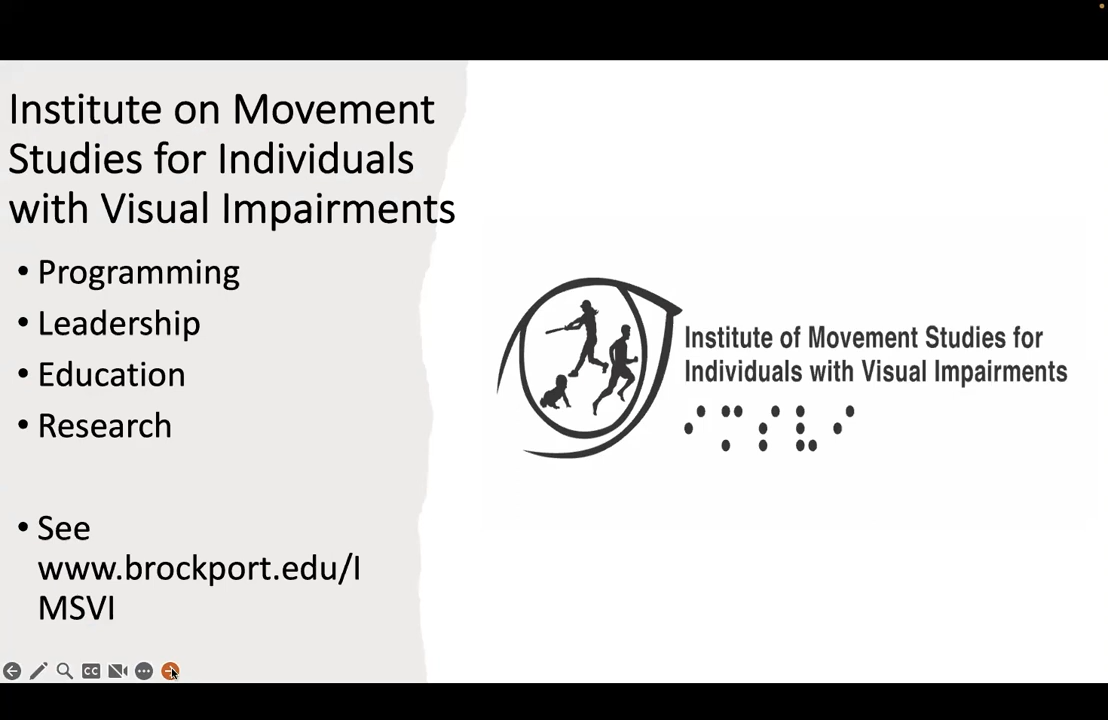 Institute on Movement
Studies for Individuals
with Visual Impairments
• Programming
• Leadership
• Education
• Research
• See
www.brockport.edu/I
MSVI
Institute of Movement Studies for
Individuals with Visual Impairments
⠊⠍⠎⠧⠊
CC